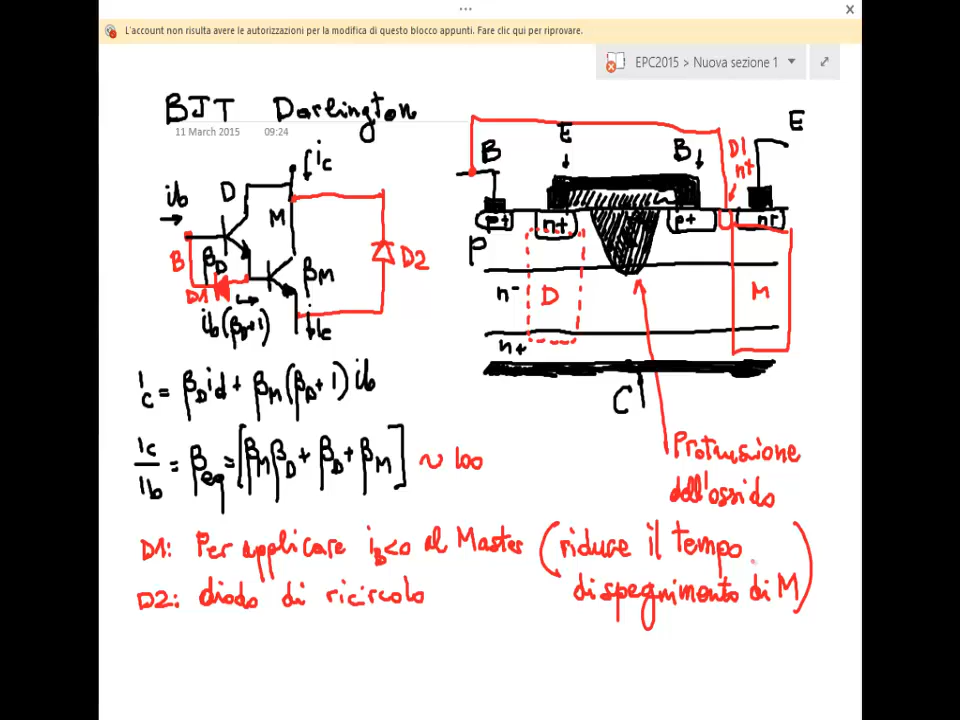 L'account non risulta avere le autorizzazioni per la modifica di questo blocco appunti. Fare clic qui per riprovare.
EPC2015 > Nuova sezione 1
BJT Darlington
11 March 2015 09:24
ic
ib
D
M
B
βD
D1
βM
D2
ib(βD+1)
ic
B
E
B
D1
n+
E
p+
n+
p+
P
n-
D
M
n+
C
ic = βD id + βM(βD+1) ib
ic/ib = βeq = [βM βD + βD + βM] ~ 100
Protrusione
dell'ossido
D1: Per applicare iB<0 al Master (riduce il tempo
di spegnimento di M)
D2: diodo di ricircolo